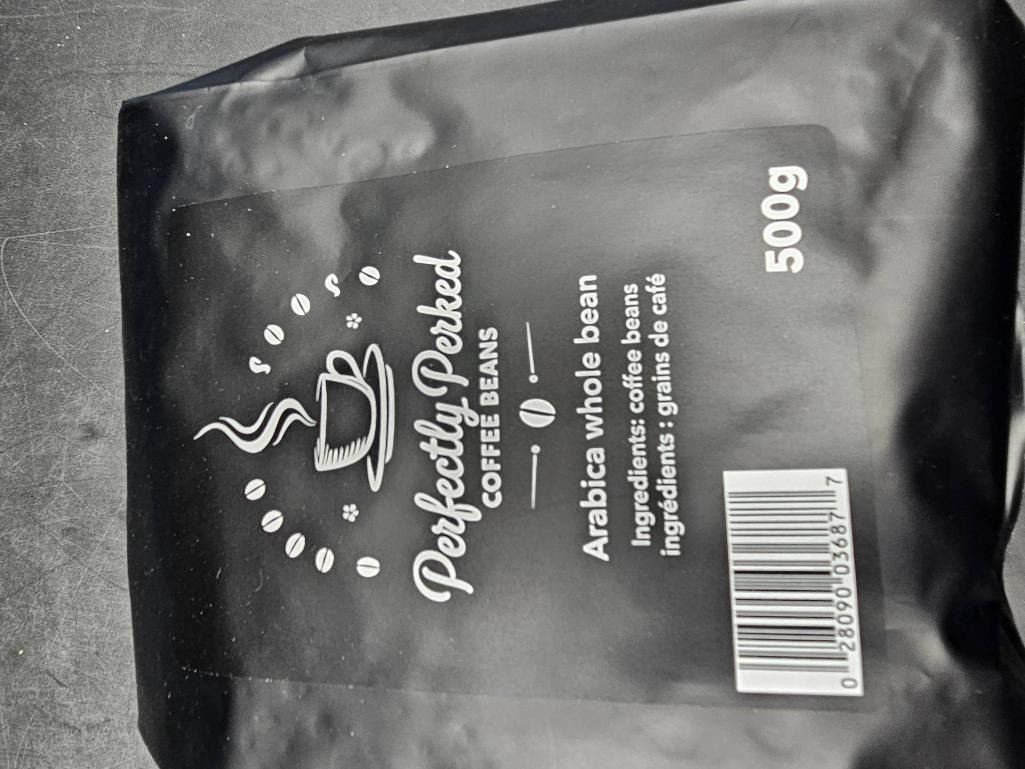 Perfectly Perked
COFFEE BEANS
Arabica whole bean
Ingredients: coffee beans
ingrédients : grains de café
500g
0 28090 03687 7